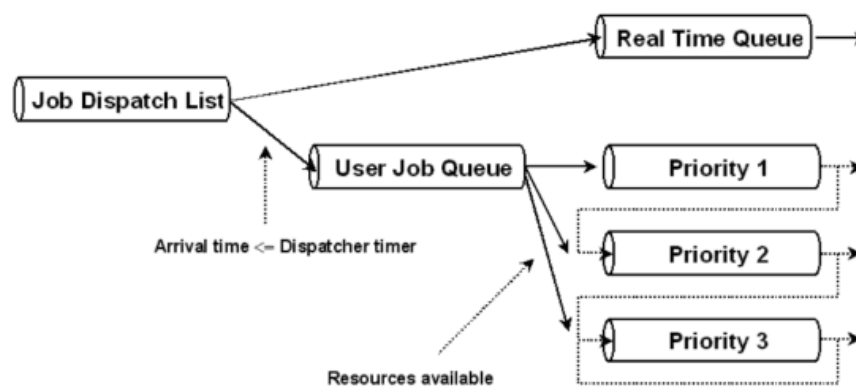 Real Time Queue
Job Dispatch List
User Job Queue
Priority 1
Arrival time <= Dispatcher timer
Priority 2
Priority 3
Resources available